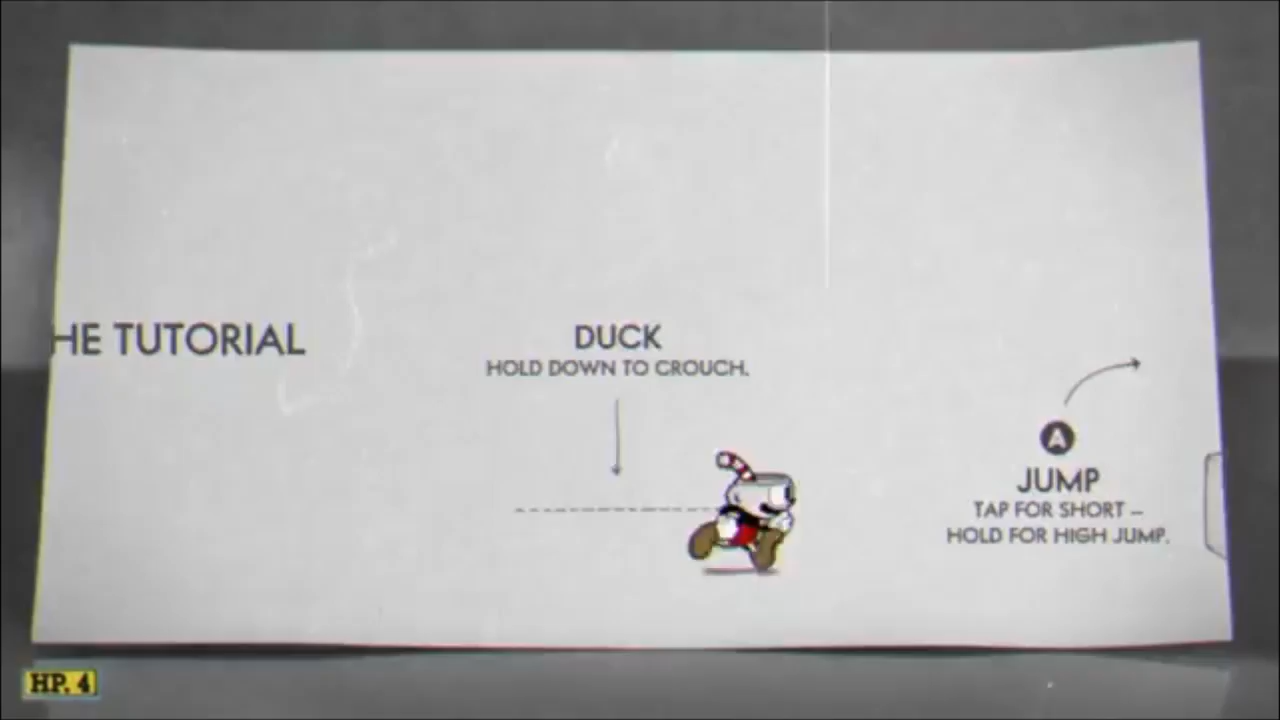 HE TUTORIAL
DUCK
HOLD DOWN TO CROUCH.
A
JUMP
TAP FOR SHORT –
HOLD FOR HIGH JUMP.
HP. 4